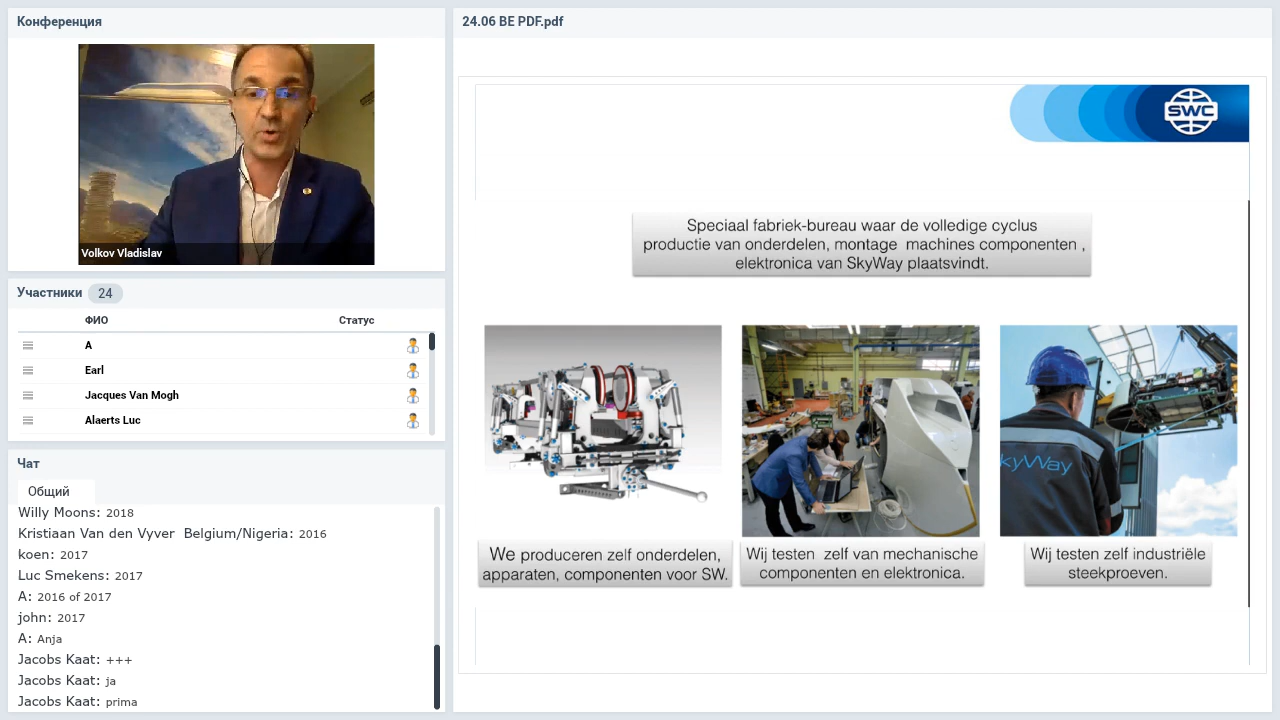 Конференция
Volkov Vladislav
Участники 24
ФИО Статус
A
Earl
Jacques Van Mogh
Alaerts Luc
Чат
Общий
Willy Moons: 2018
Kristiaan Van den Vyver Belgium/Nigeria: 2016
koen: 2017
Luc Smekens: 2017
A: 2016 of 2017
john: 2017
A: Anja
Jacobs Kaat: +++
Jacobs Kaat: ja
Jacobs Kaat: prima
24.06 BE PDF.pdf
SWC
Speciaal fabriek-bureau waar de volledige cyclus
productie van onderdelen, montage machines componenten ,
elektronica van SkyWay plaatsvindt.
kyWay
We produceren zelf onderdelen,
apparaten, componenten voor SW.
Wij testen zelf van mechanische
componenten en elektronica.
Wij testen zelf industriële
steekproeven.